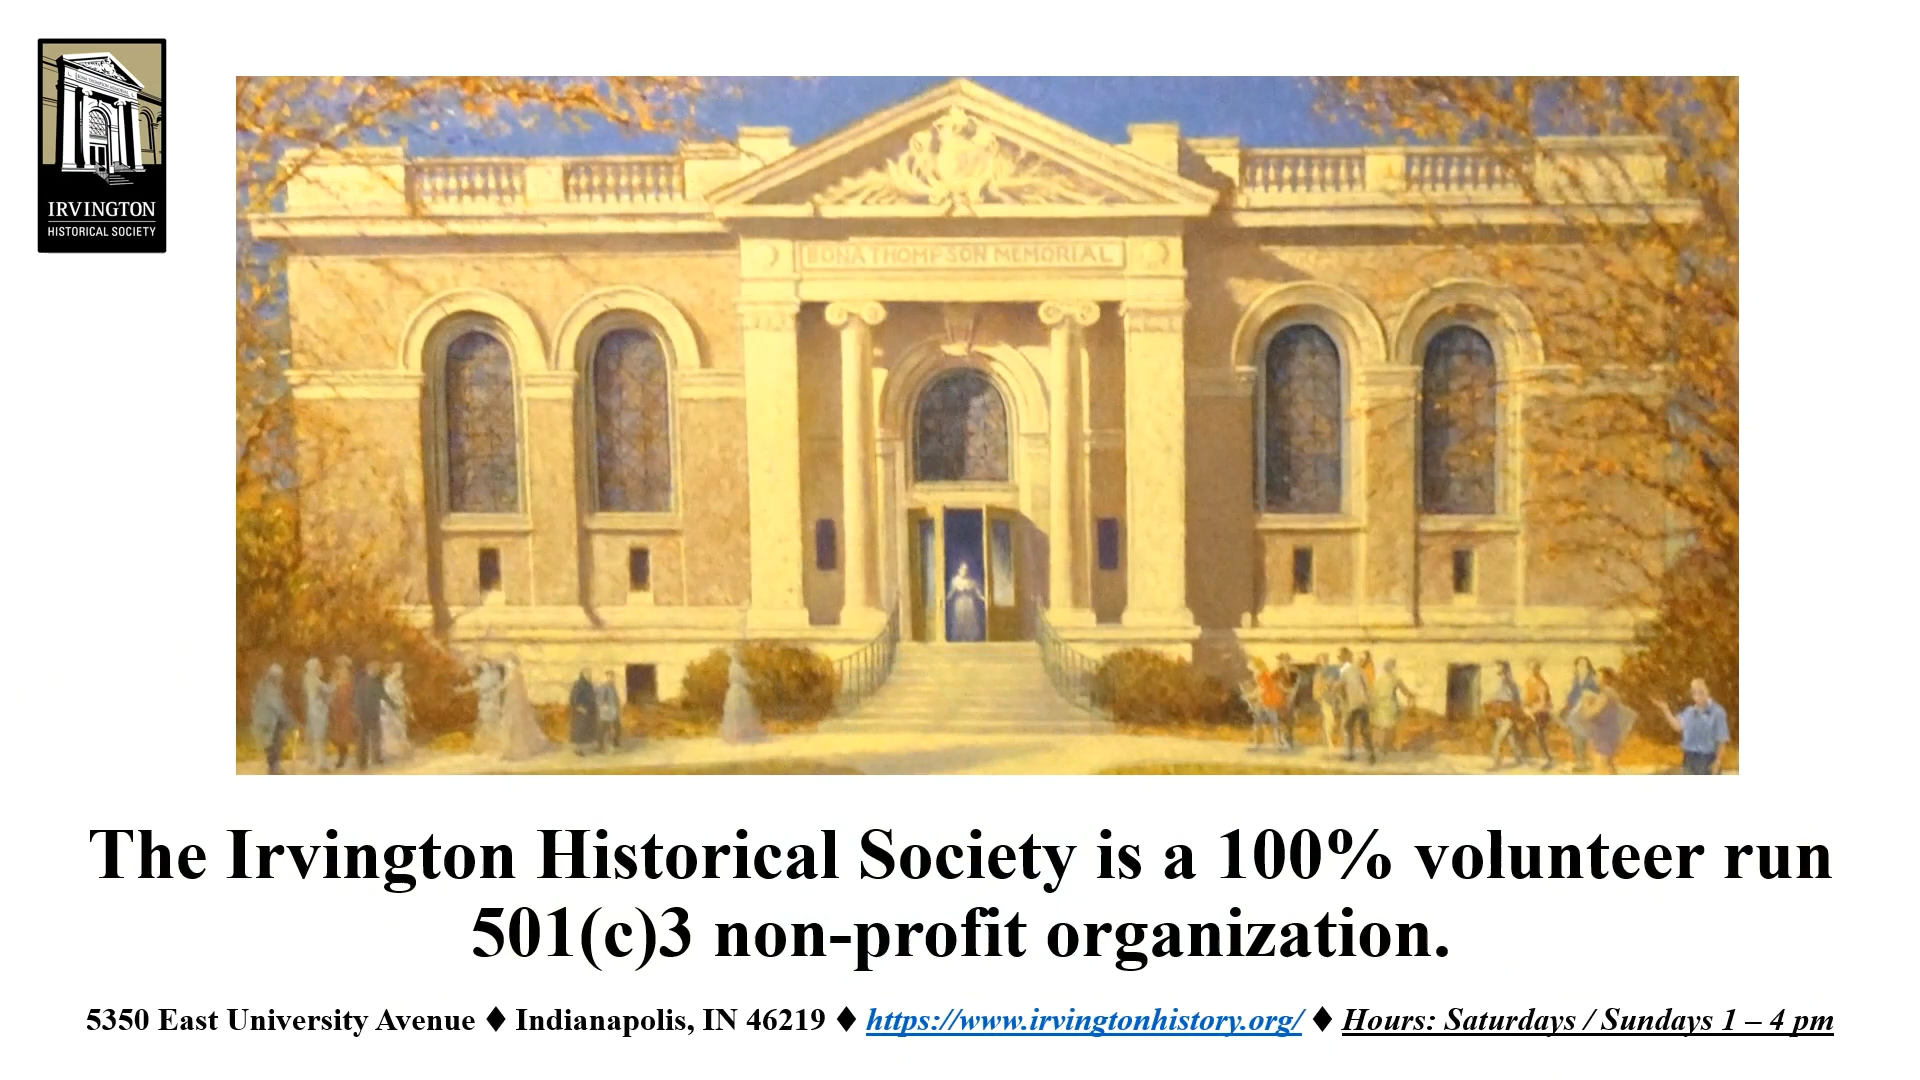 IRVINGTON
HISTORICAL SOCIETY
BONA THOMPSON MEMORIAL
The Irvington Historical Society is a 100% volunteer run
501(c)3 non-profit organization.
5350 East University Avenue ♦ Indianapolis, IN 46219 ♦ https://www.irvingtonhistory.org/ ♦ Hours: Saturdays / Sundays 1 – 4 pm